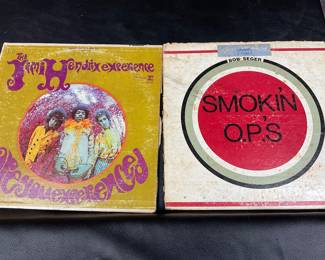 THE
Jimi Hendrix experience
are you experienced
BOB SEGER
SMOKIN'
O.P.'S